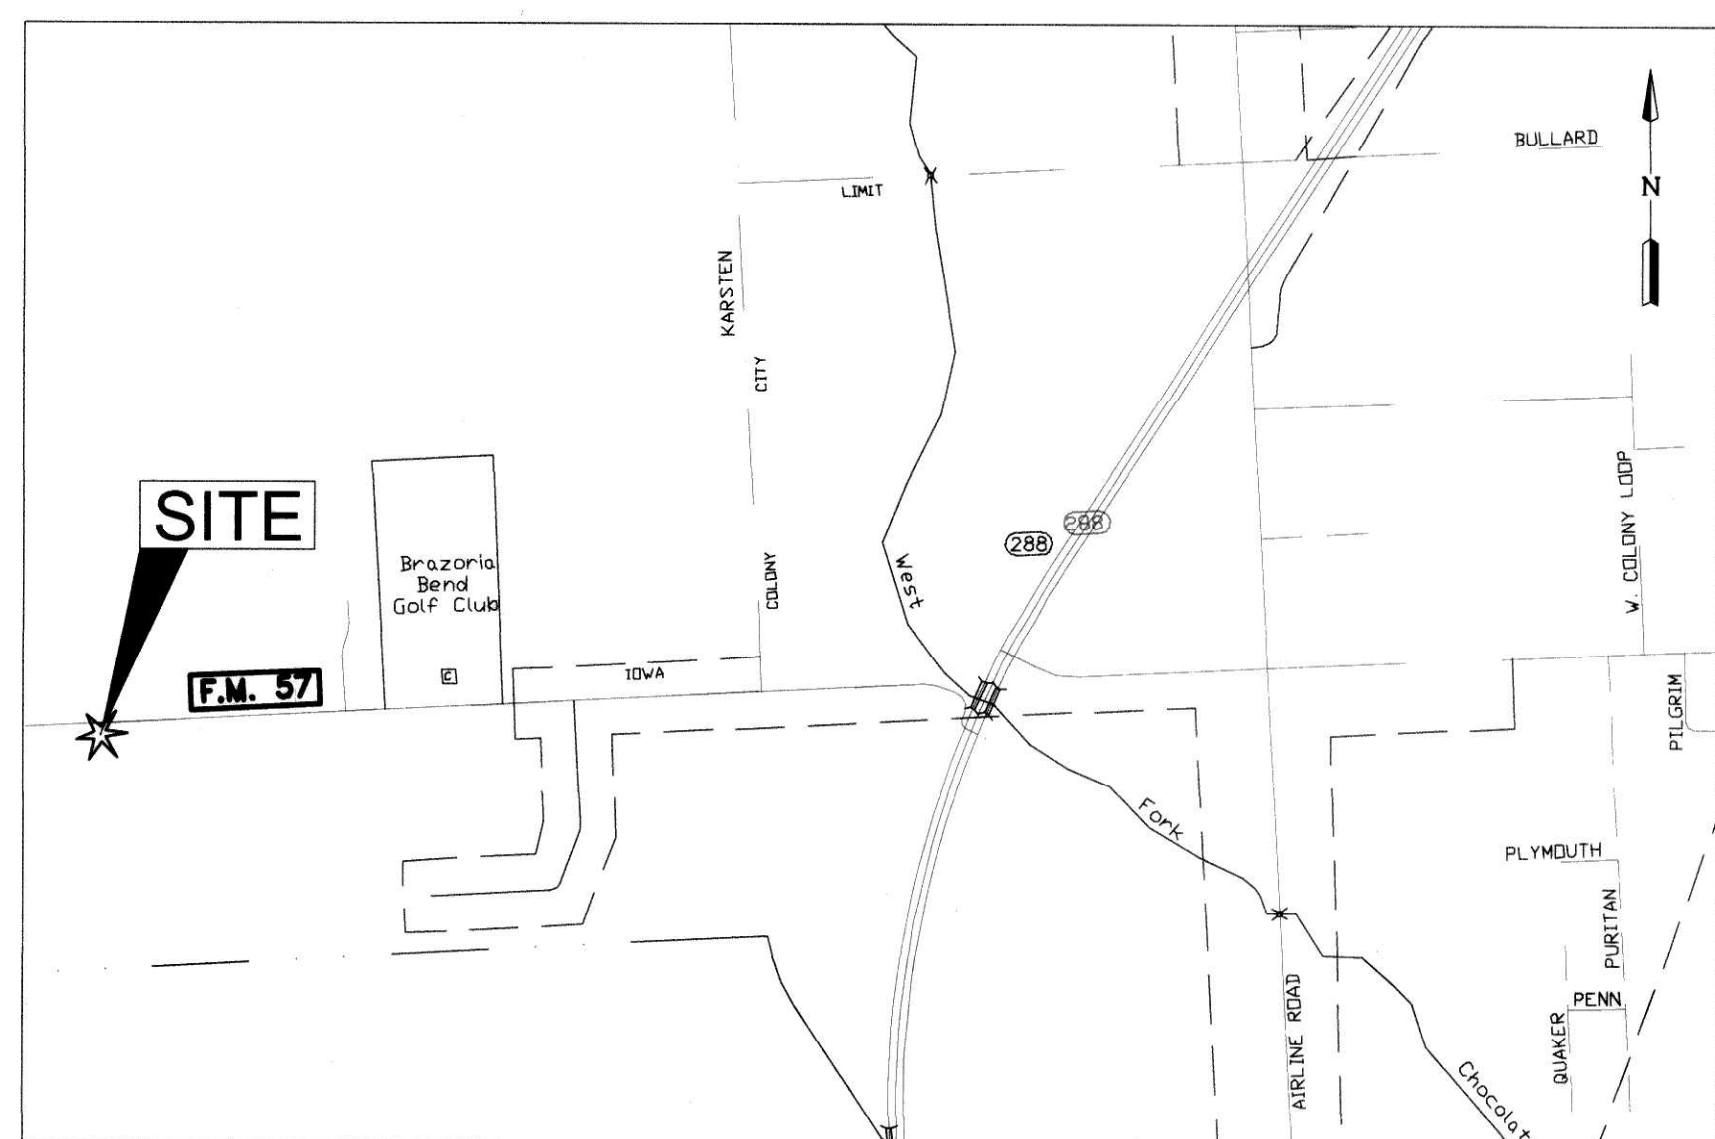 BULLARD
N
LIMIT
KARSTEN
CITY
COLONY
SITE
Brazoria
Bend
Golf Club
C
F.M. 57
IOWA
West
288
288
W. COLONY LOOP
PILGRIM
Fork
PLYMOUTH
PURITAN
PENN
QUAKER
AIRLINE ROAD
Chocolat